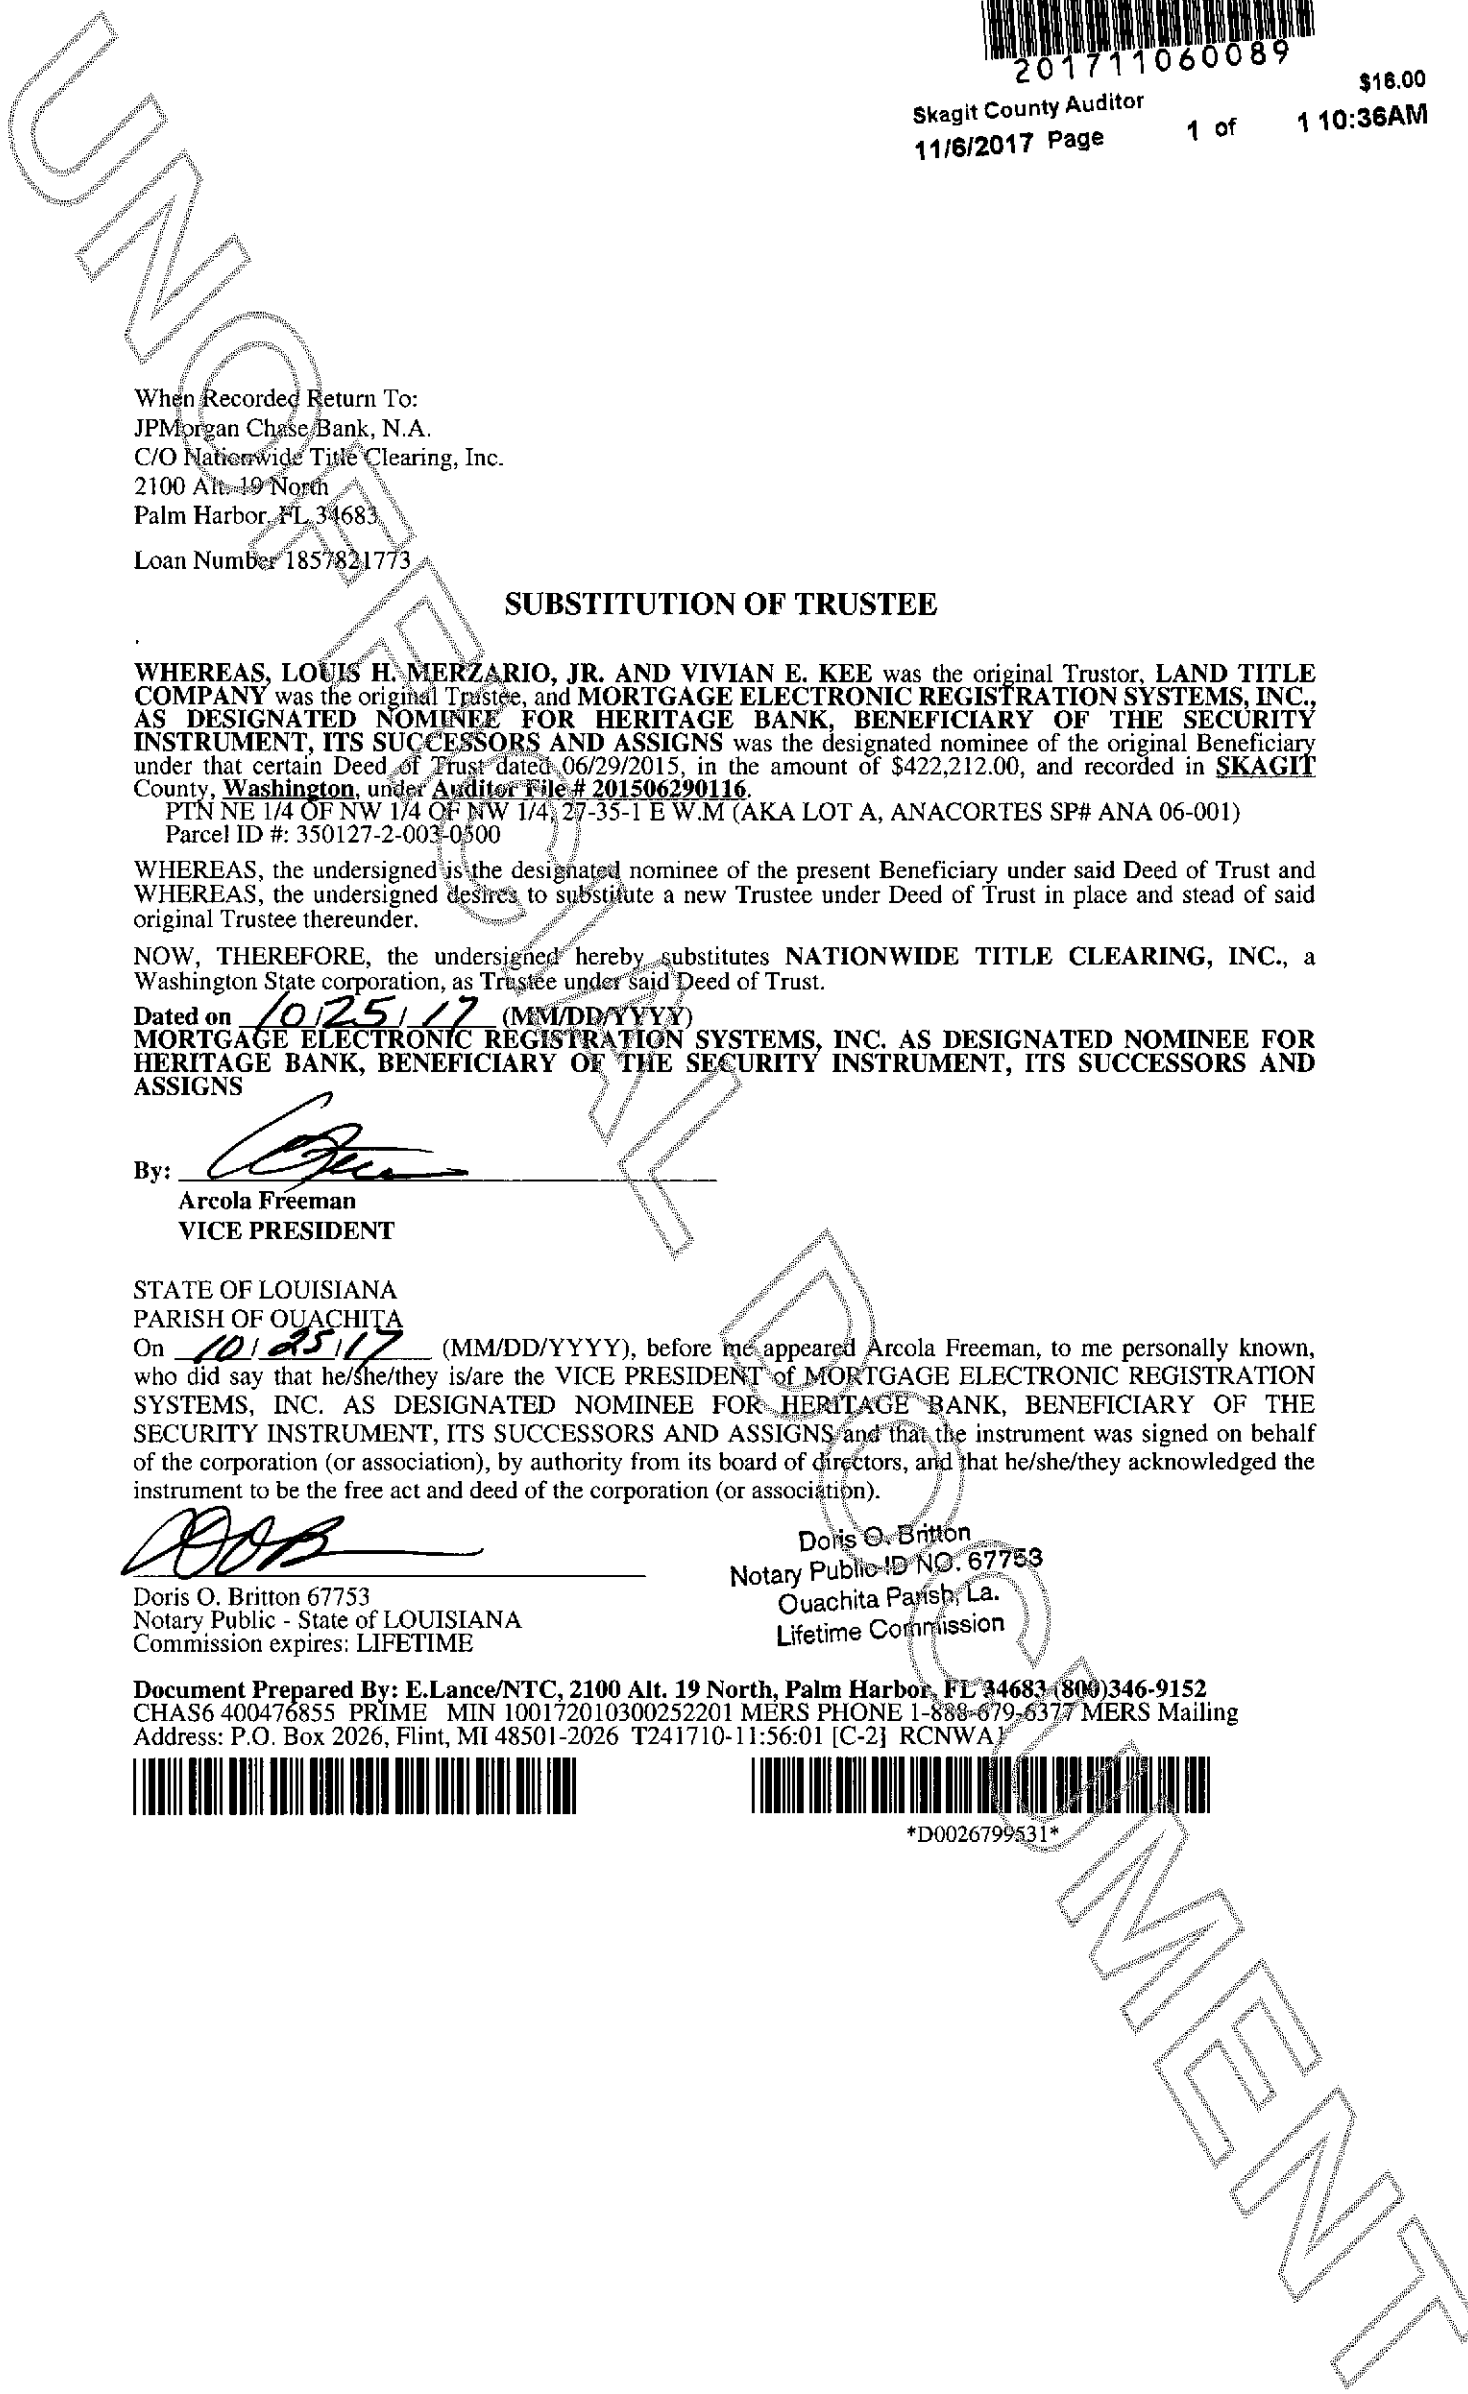 201711060089
Skagit County Auditor $16.00
11/6/2017 Page 1 of 1 10:36AM
When Recorded Return To:
JPMorgan Chase Bank, N.A.
C/O Nationwide Title Clearing, Inc.
2100 Alt. 19 North
Palm Harbor, FL 34683
Loan Number 1857821773
SUBSTITUTION OF TRUSTEE
WHEREAS, LOUIS H. MERZARIO, JR. AND VIVIAN E. KEE was the original Trustor, LAND TITLE
COMPANY was the original Trustee, and MORTGAGE ELECTRONIC REGISTRATION SYSTEMS, INC.,
AS DESIGNATED NOMINEE FOR HERITAGE BANK, BENEFICIARY OF THE SECURITY
INSTRUMENT, ITS SUCCESSORS AND ASSIGNS was the designated nominee of the original Beneficiary
under that certain Deed of Trust dated 06/29/2015, in the amount of $422,212.00, and recorded in SKAGIT
County, Washington, under Auditor File # 201506290116.
PTN NE 1/4 OF NW 1/4 OF NW 1/4, 27-35-1 E W.M (AKA LOT A, ANACORTES SP# ANA 06-001)
Parcel ID #: 350127-2-003-0500
WHEREAS, the undersigned is the designated nominee of the present Beneficiary under said Deed of Trust and
WHEREAS, the undersigned desires to substitute a new Trustee under Deed of Trust in place and stead of said
original Trustee thereunder.
NOW, THEREFORE, the undersigned hereby substitutes NATIONWIDE TITLE CLEARING, INC., a
Washington State corporation, as Trustee under said Deed of Trust.
Dated on 10/25/17 (MM/DD/YYYY)
MORTGAGE ELECTRONIC REGISTRATION SYSTEMS, INC. AS DESIGNATED NOMINEE FOR
HERITAGE BANK, BENEFICIARY OF THE SECURITY INSTRUMENT, ITS SUCCESSORS AND
ASSIGNS
By:
Arcola Freeman
VICE PRESIDENT
STATE OF LOUISIANA
PARISH OF OUACHITA
On 10/25/17 (MM/DD/YYYY), before me appeared Arcola Freeman, to me personally known,
who did say that he/she/they is/are the VICE PRESIDENT of MORTGAGE ELECTRONIC REGISTRATION
SYSTEMS, INC. AS DESIGNATED NOMINEE FOR HERITAGE BANK, BENEFICIARY OF THE
SECURITY INSTRUMENT, ITS SUCCESSORS AND ASSIGNS and that the instrument was signed on behalf
of the corporation (or association), by authority from its board of directors, and that he/she/they acknowledged the
instrument to be the free act and deed of the corporation (or association).
Doris O. Britton 67753
Notary Public - State of LOUISIANA
Commission expires: LIFETIME
Doris O. Britton
Notary Public ID NO. 67753
Ouachita Parish, La.
Lifetime Commission
Document Prepared By: E.Lance/NTC, 2100 Alt. 19 North, Palm Harbor, FL 34683 (800)346-9152
CHAS6 400476855 PRIME MIN 100172010300252201 MERS PHONE 1-888-679-6377 MERS Mailing
Address: P.O. Box 2026, Flint, MI 48501-2026 T241710-11:56:01 [C-2] RCNWA1
*D0026799531*
UNOFFICIAL DOCUMENT